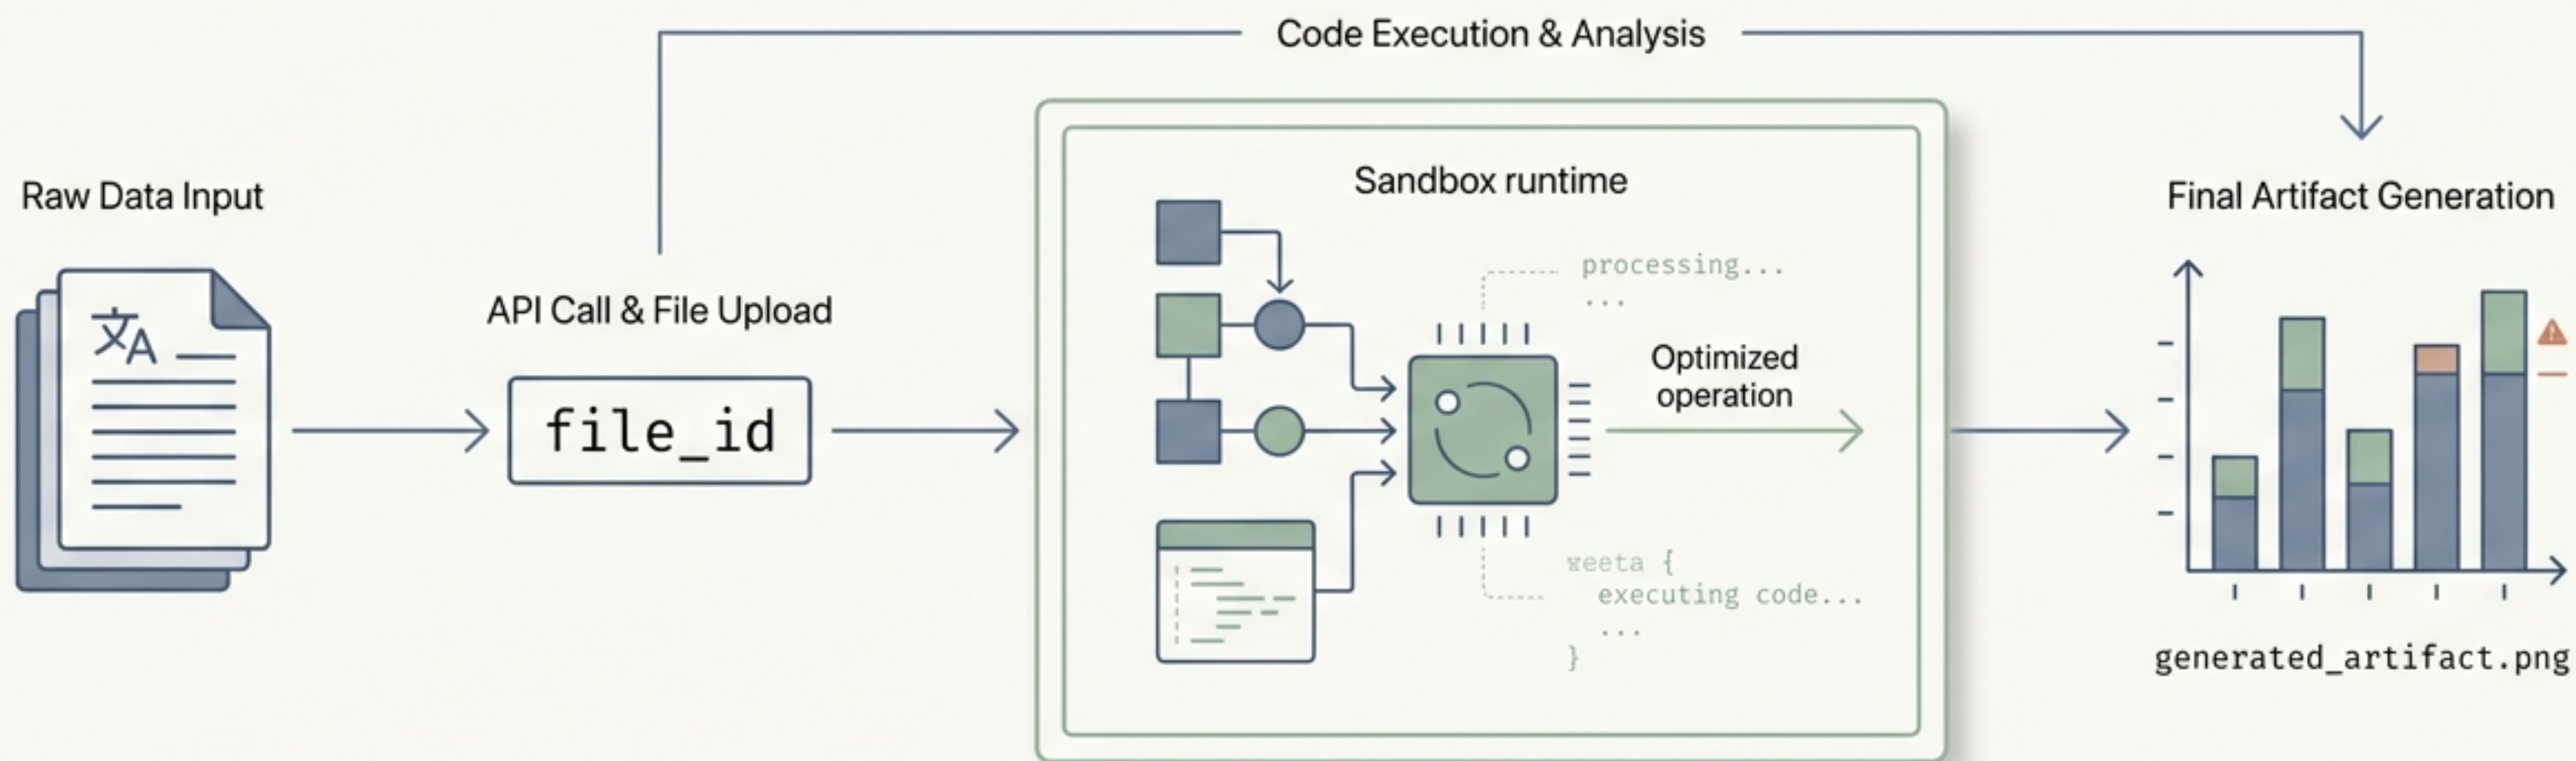 Code Execution & Analysis
Raw Data Input
文A
API Call & File Upload
file_id
Sandbox runtime
processing...
...
Optimized
operation
weeta {
executing code...
...
}
Final Artifact Generation
generated_artifact.png